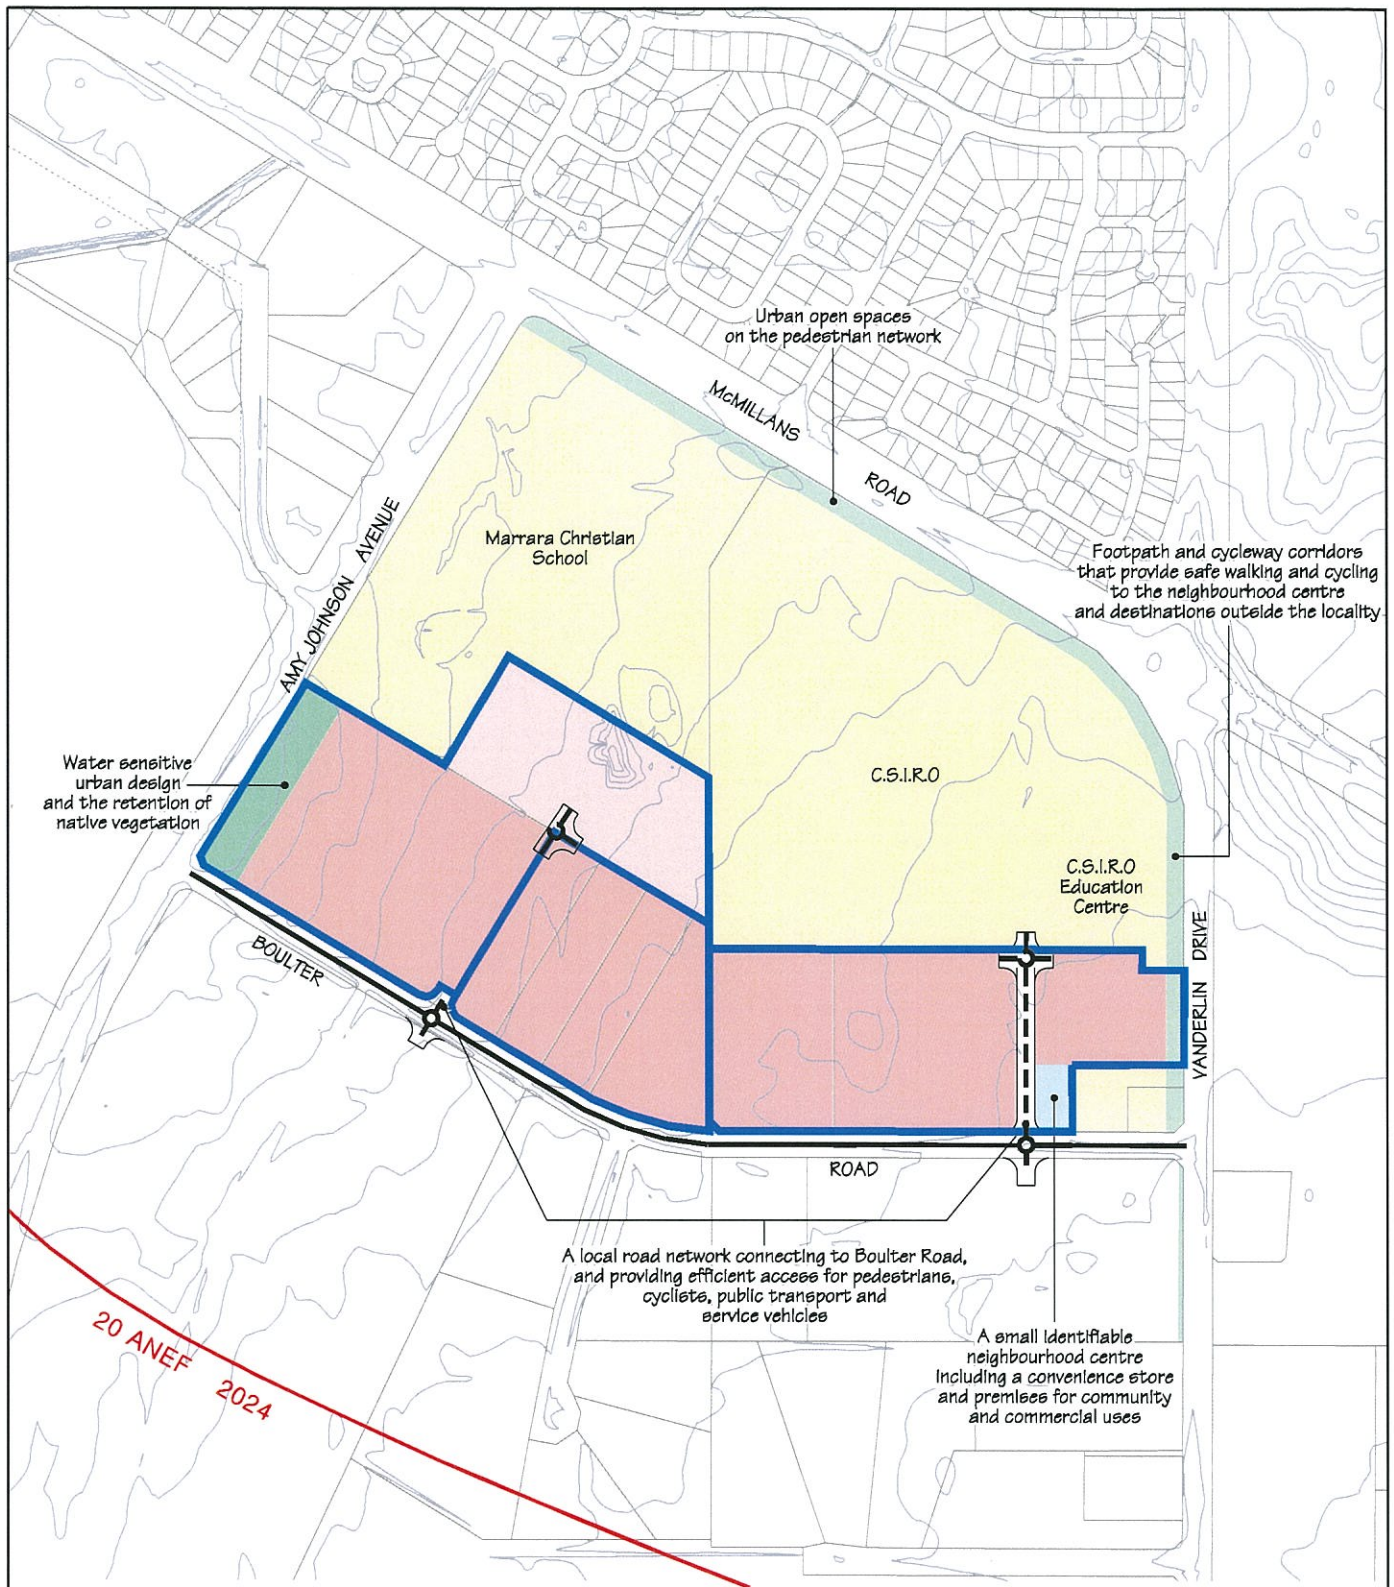 Urban open spaces
on the pedestrian network
McMILLANS
ROAD
AMY JOHNSON AVENUE
Marrara Christian
School
Footpath and cycleway corridors
that provide safe walking and cycling
to the neighbourhood centre
and destinations outside the locality
Water sensitive
urban design
and the retention of
native vegetation
C.S.I.R.O
C.S.I.R.O
Education
Centre
VANDERLIN DRIVE
BOULTER
ROAD
A local road network connecting to Boulter Road,
and providing efficient access for pedestrians,
cyclists, public transport and
service vehicles
A small identifiable
neighbourhood centre
including a convenience store
and premises for community
and commercial uses
20 ANEF 2024